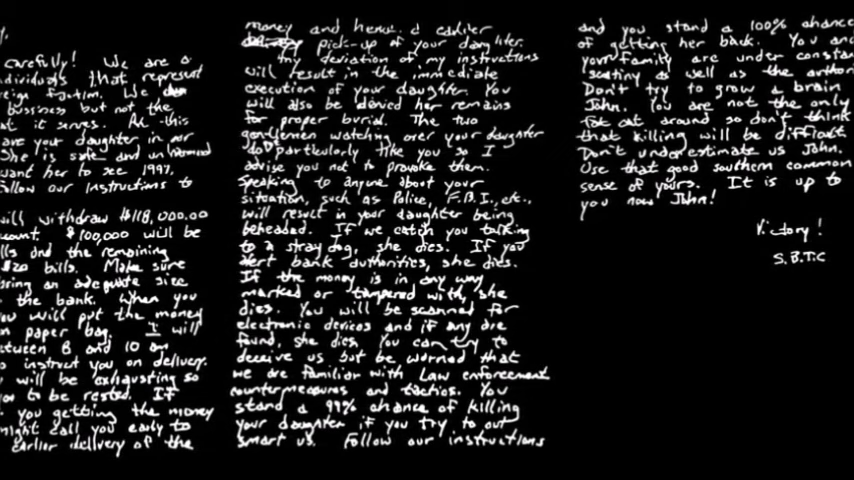 y.
carefully! We are a
dividuals that represent
eign faction. We
bussiness but not the
at it serves. At this
ave your daughter in our
She is safe and unharmed
want her to see 1997,
ollow our instructions to
ill withdraw $118,000.00
ount. $100,000 will be
lls and the remaining
$20 bills. Make sure
bring an adequate size
the bank. When you
ou will put the money
n paper bag. I will
etween 8 and 10 am
o instruct you on delivery.
will be exhausting so
ou to be rested. If
you getting the money
might call you early to
earlier delivery of the
money and hence a earlier
pick-up of your daughter.
Any deviation of my instructions
will result in the immediate
execution of your daughter. You
will also be denied her remains
for proper burial. The two
gentlemen watching over your daughter
do particularly like you so I
advise you not to provoke them.
Speaking to anyone about your
situation, such as Police, F.B.I., etc.,
will result in your daughter being
beheaded. If we catch you talking
to a stray dog, she dies. If you
alert bank authorities, she dies.
If the money is in any way
marked or tampered with, she
dies. You will be scanned for
electronic devices and if any are
found, she dies. You can try to
deceive us but be warned that
we are familiar with Law enforcement
countermeasures and tactics. You
stand a 99% chance of killing
your daughter if you try to out
smart us. Follow our instructions
and you stand a 100% chance
of getting her back. You and
your family are under constan
scutiny as well as the author
Don't try to grow a brain
John. You are not the only
fat cat around so don't think
that killing will be difficult
Don't underestimate us John.
Use that good southern common
sense of yours. It is up to
you now John!
Victory!
S.B.T.C